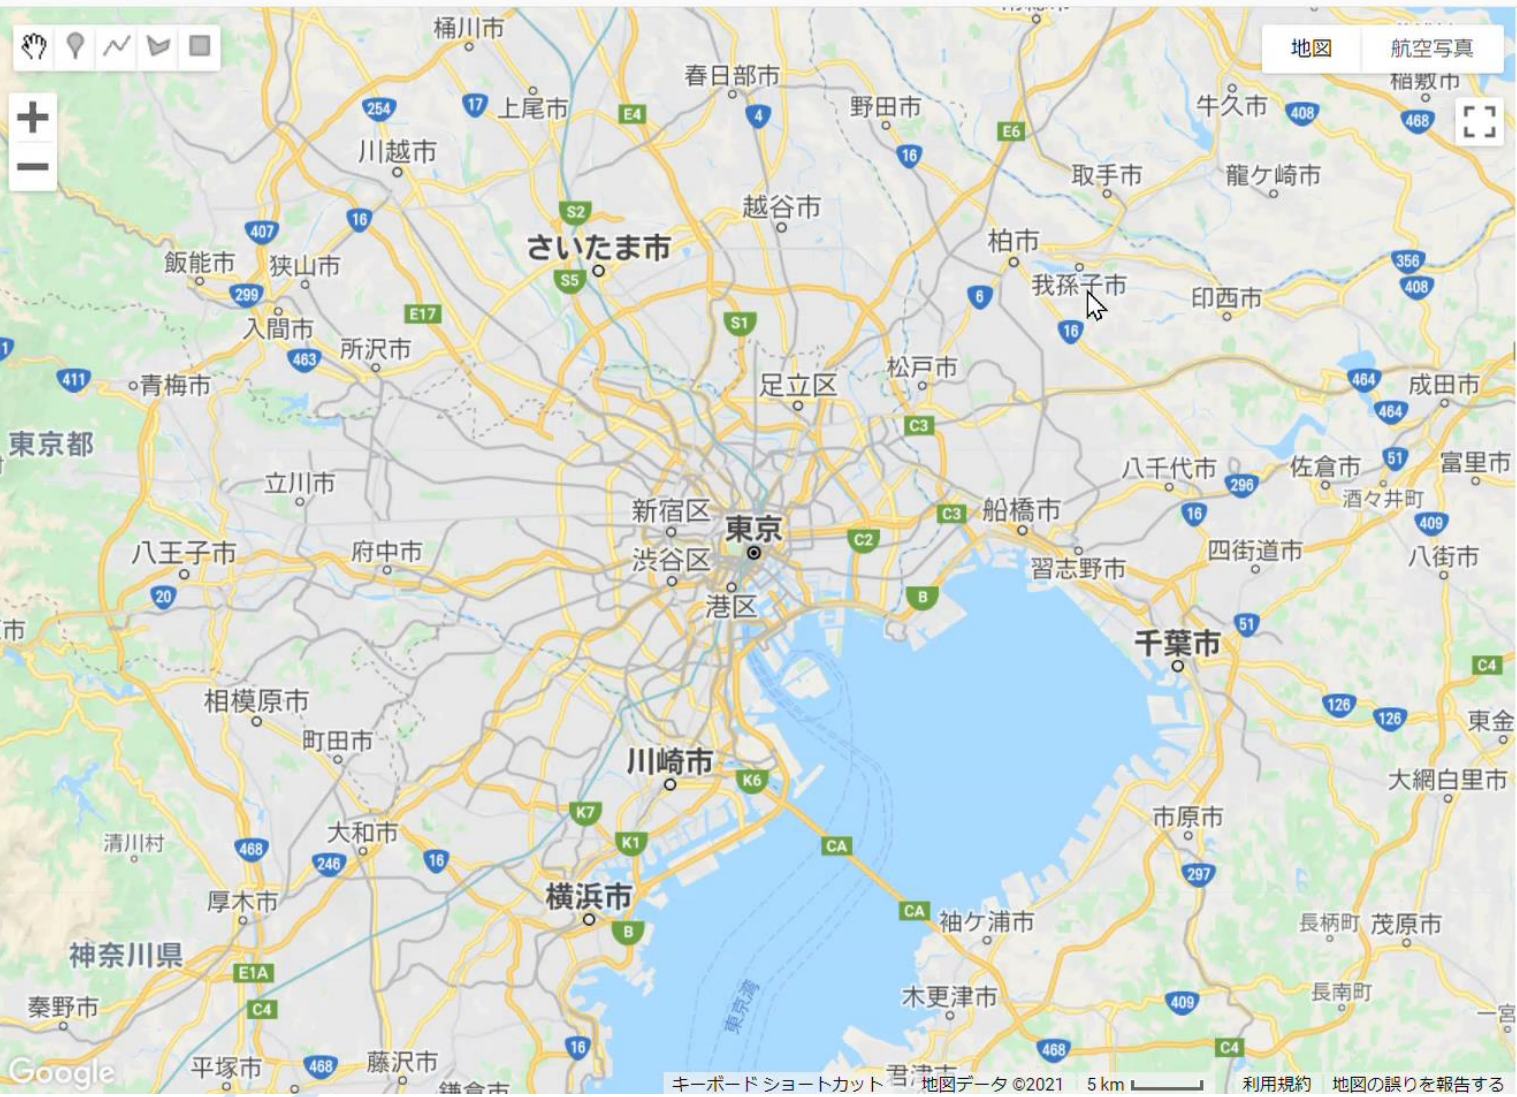 桶川市
地図
航空写真
春日部市
稲敷市
254
17
上尾市
E4
4
野田市
牛久市
408
468
E6
川越市
16
取手市
龍ケ崎市
越谷市
16
S2
407
さいたま市
柏市
飯能市
狭山市
S5
356
我孫子市
408
299
6
印西市
E17
S1
入間市
16
463
所沢市
松戸市
411
青梅市
足立区
464
成田市
464
C3
東京都
51
八千代市
佐倉市
富里市
立川市
296
酒々井町
新宿区
C3
船橋市
16
東京
409
C2
八王子市
府中市
渋谷区
習志野市
四街道市
八街市
20
B
港区
51
市
千葉市
C4
相模原市
126
126
東金
町田市
川崎市
K6
大網白里市
K7
市原市
大和市
清川村
468
246
16
K1
CA
297
横浜市
厚木市
CA
袖ケ浦市
長柄町
茂原市
B
神奈川県
E1A
長南町
木更津市
秦野市
C4
東京湾
409
一宮
16
468
C4
平塚市
468
藤沢市
君津市
鎌倉市
Google
キーボード ショートカット
地図データ ©2021
5 km
利用規約
地図の誤りを報告する